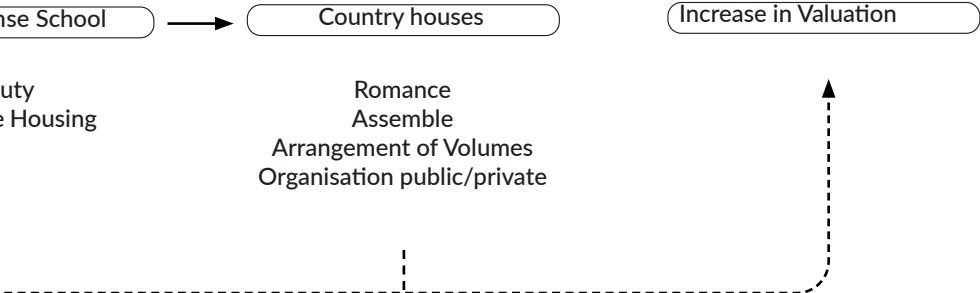 nse School
Country houses
Increase in Valuation
uty
e Housing
Romance
Assemble
Arrangement of Volumes
Organisation public/private